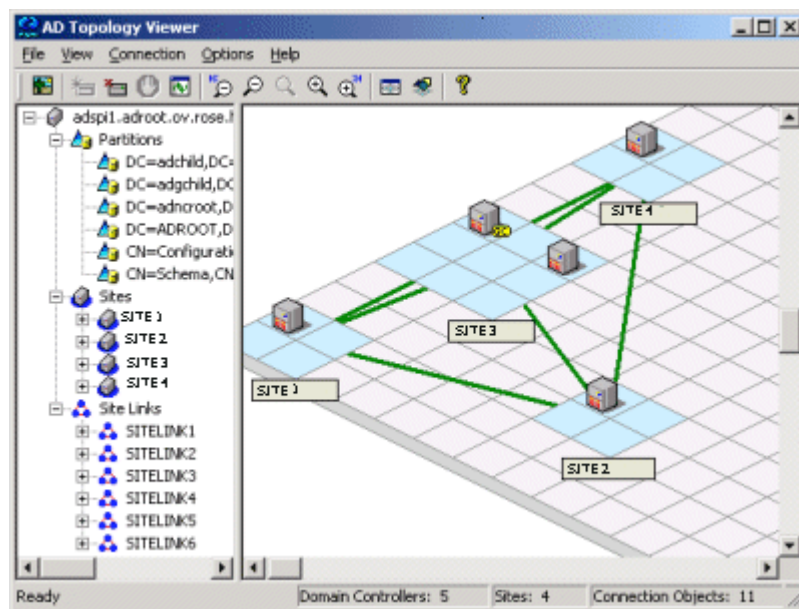 AD Topology Viewer
File View Connection Options Help
adspi1.adroot.ov.rose.
Partitions
DC=adchild,DC=
DC=adgchild,DC
DC=adncroot,D
DC=ADROOT,D
CN=Configurati
CN=Schema,CN
Sites
SITE 1
SITE 2
SITE 3
SITE 4
Site Links
SITELINK1
SITELINK2
SITELINK3
SITELINK4
SITELINK5
SITELINK6
SITE 4
SITE 3
SITE 1
SITE 2
Ready
Domain Controllers: 5
Sites: 4
Connection Objects: 11